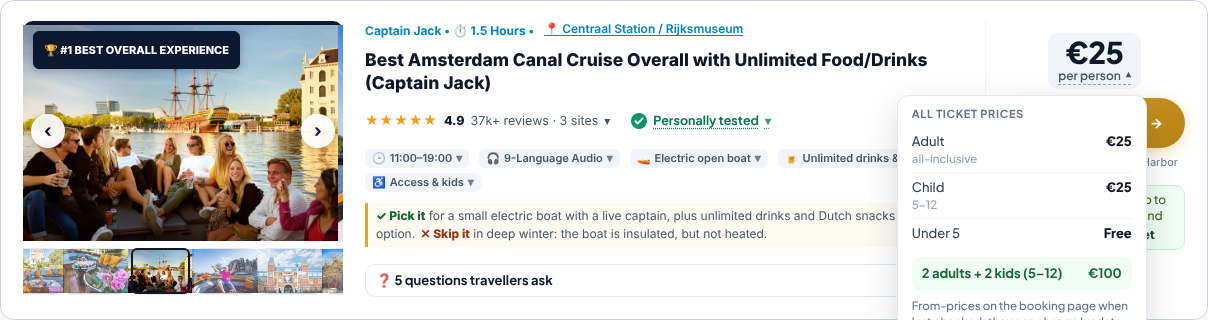 🏆 #1 BEST OVERALL EXPERIENCE
‹ ›
Captain Jack • ⏱️ 1.5 Hours • 📍 Centraal Station / Rijksmuseum
Best Amsterdam Canal Cruise Overall with Unlimited Food/Drinks
(Captain Jack)
★★★★★ 4.9 37k+ reviews · 3 sites ▾ Personally tested ▾
🕒 11:00–19:00 ▾ 🎧 9-Language Audio ▾ 🚤 Electric open boat ▾ 🍺 Unlimited drinks &
♿ Access & kids ▾
✓ Pick it for a small electric boat with a live captain, plus unlimited drinks and Dutch snacks
option. ✕ Skip it in deep winter: the boat is insulated, but not heated.
❓ 5 questions travellers ask
€25
per person ▲
→
Harbor
to
nd
ALL TICKET PRICES
Adult €25
all-inclusive
Child €25
5–12
Under 5 Free
2 adults + 2 kids (5–12) €100
From-prices on the booking page when